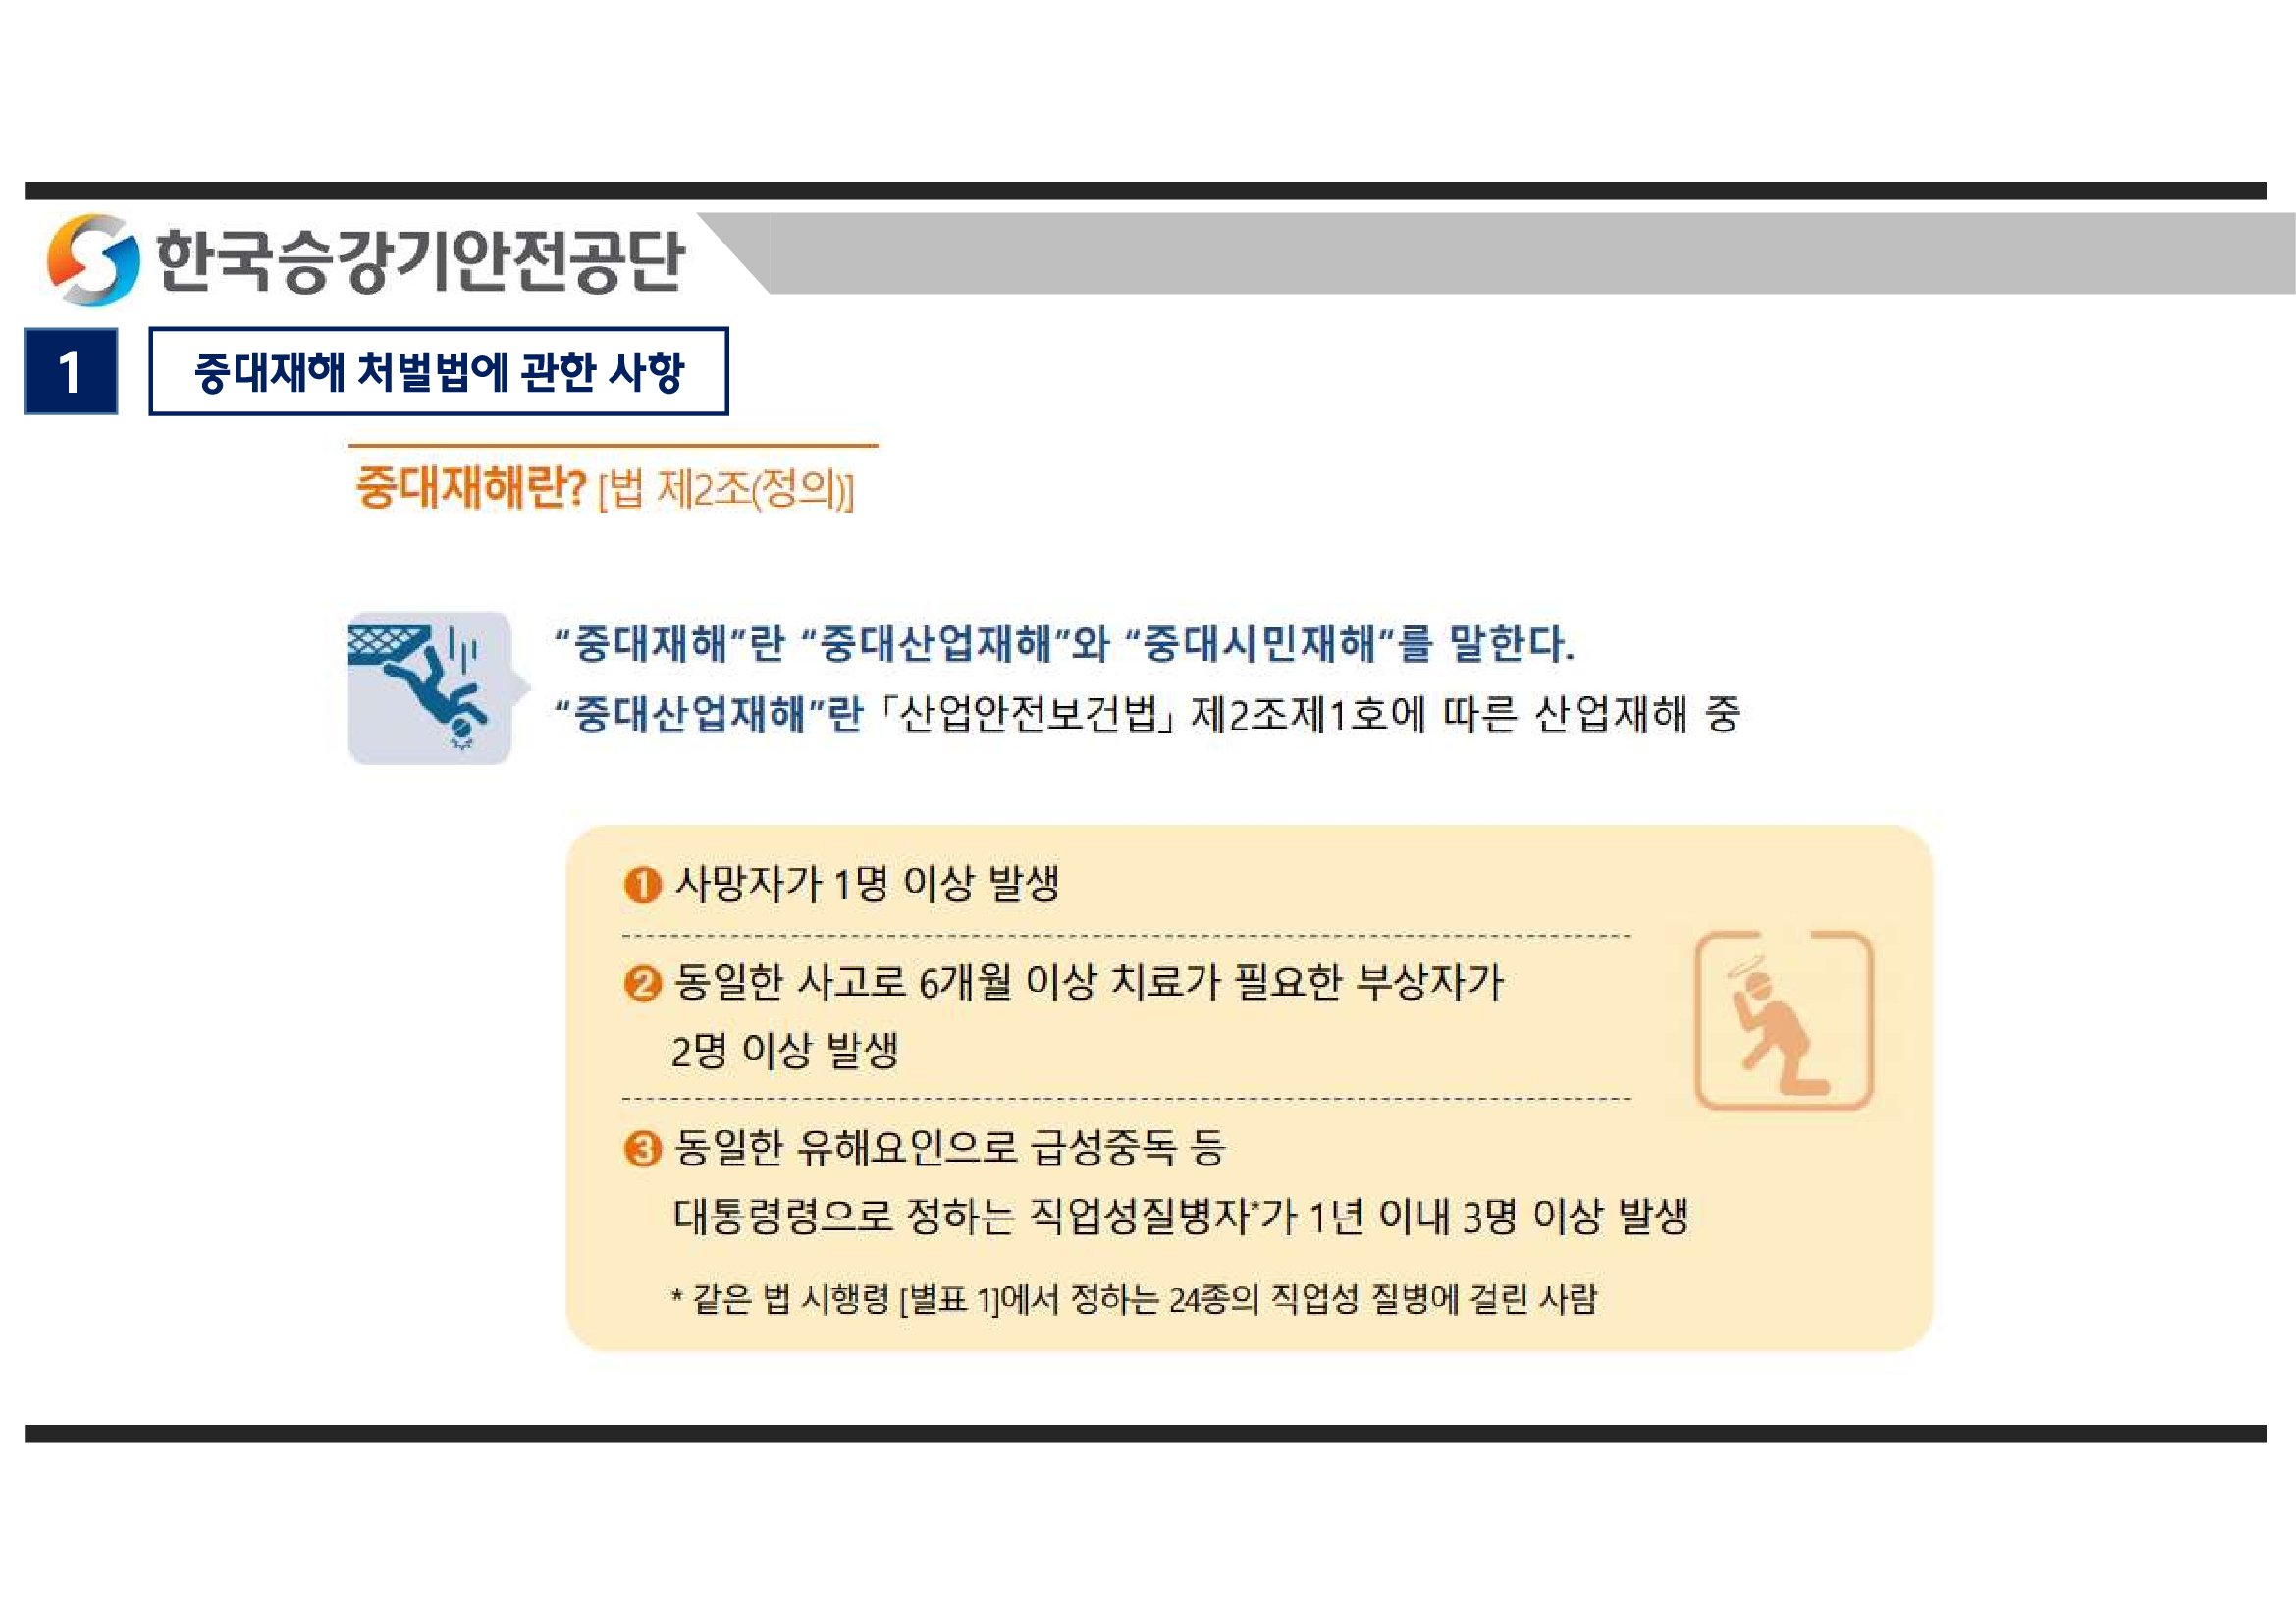 한국승강기안전공단
1
중대재해 처벌법에 관한 사항
중대재해란? [법 제2조(정의)]
“중대재해”란 “중대산업재해”와 “중대시민재해”를 말한다.
“중대산업재해”란 「산업안전보건법」 제2조제1호에 따른 산업재해 중
❶ 사망자가 1명 이상 발생
❷ 동일한 사고로 6개월 이상 치료가 필요한 부상자가
2명 이상 발생
❸ 동일한 유해요인으로 급성중독 등
대통령령으로 정하는 직업성질병자*가 1년 이내 3명 이상 발생
* 같은 법 시행령 [별표 1]에서 정하는 24종의 직업성 질병에 걸린 사람